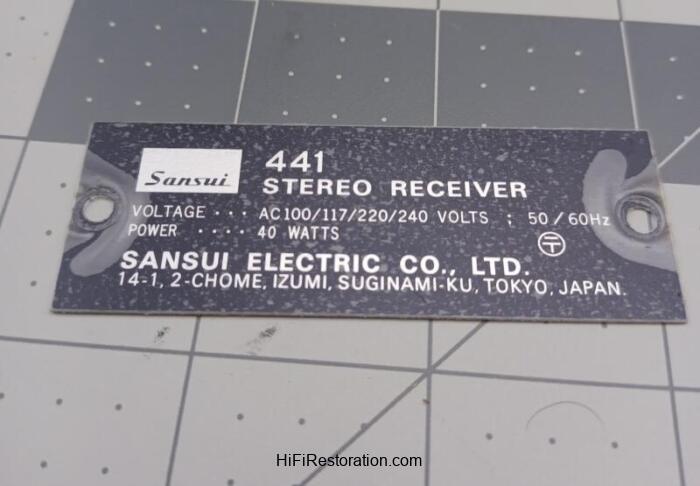 Sansui
441
STEREO RECEIVER
VOLTAGE ··· AC100/117/220/240 VOLTS ; 50/60Hz
POWER ···· 40 WATTS
〒
SANSUI ELECTRIC CO., LTD.
14-1, 2-CHOME, IZUMI, SUGINAMI-KU, TOKYO, JAPAN.
HiFiRestoration.com